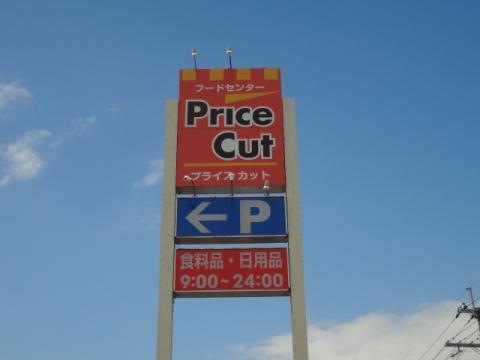 フードセンター
Price
Cut
プライスカット
← P
食料品・日用品
9:00~24:00